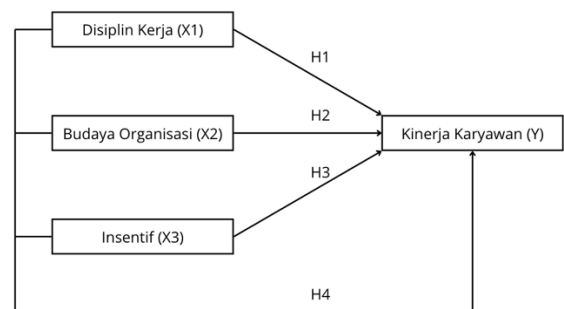 Disiplin Kerja (X1)
H1
H2
Budaya Organisasi (X2)
Kinerja Karyawan (Y)
H3
Insentif (X3)
H4